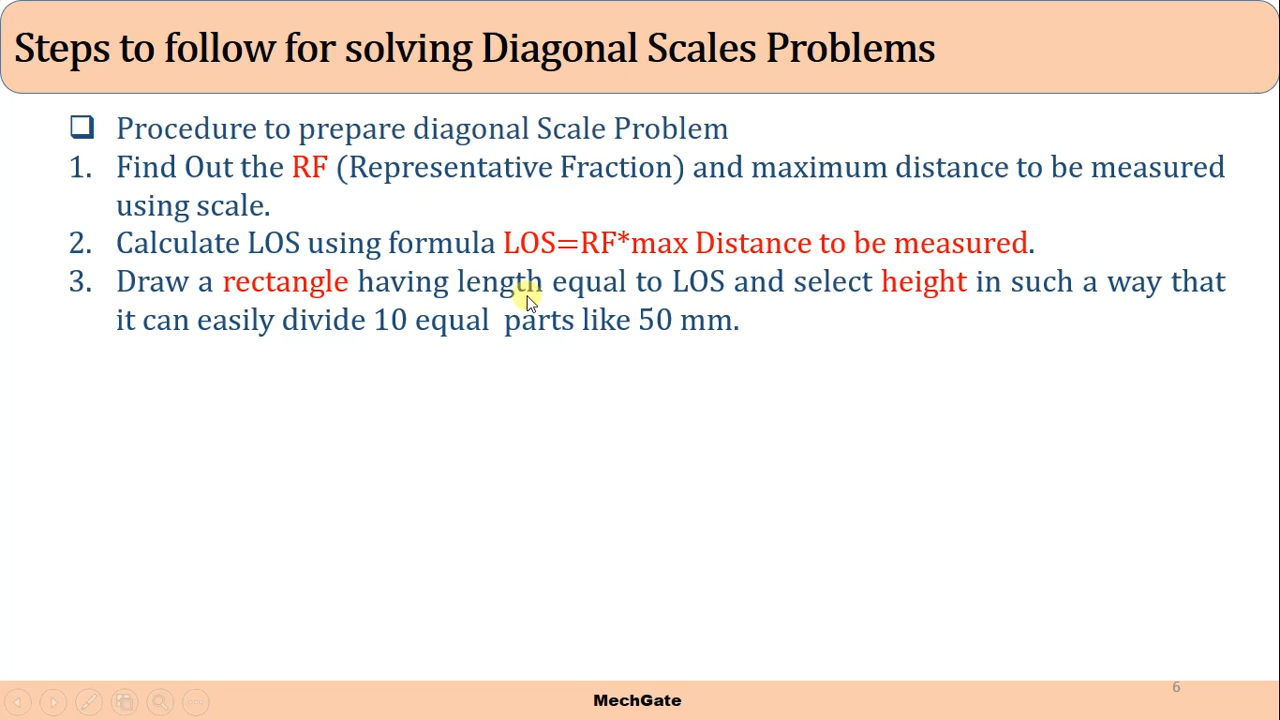 Steps to follow for solving Diagonal Scales Problems
❑ Procedure to prepare diagonal Scale Problem
1. Find Out the RF (Representative Fraction) and maximum distance to be measured
using scale.
2. Calculate LOS using formula LOS=RF*max Distance to be measured.
3. Draw a rectangle having length equal to LOS and select height in such a way that
it can easily divide 10 equal parts like 50 mm.
6
MechGate